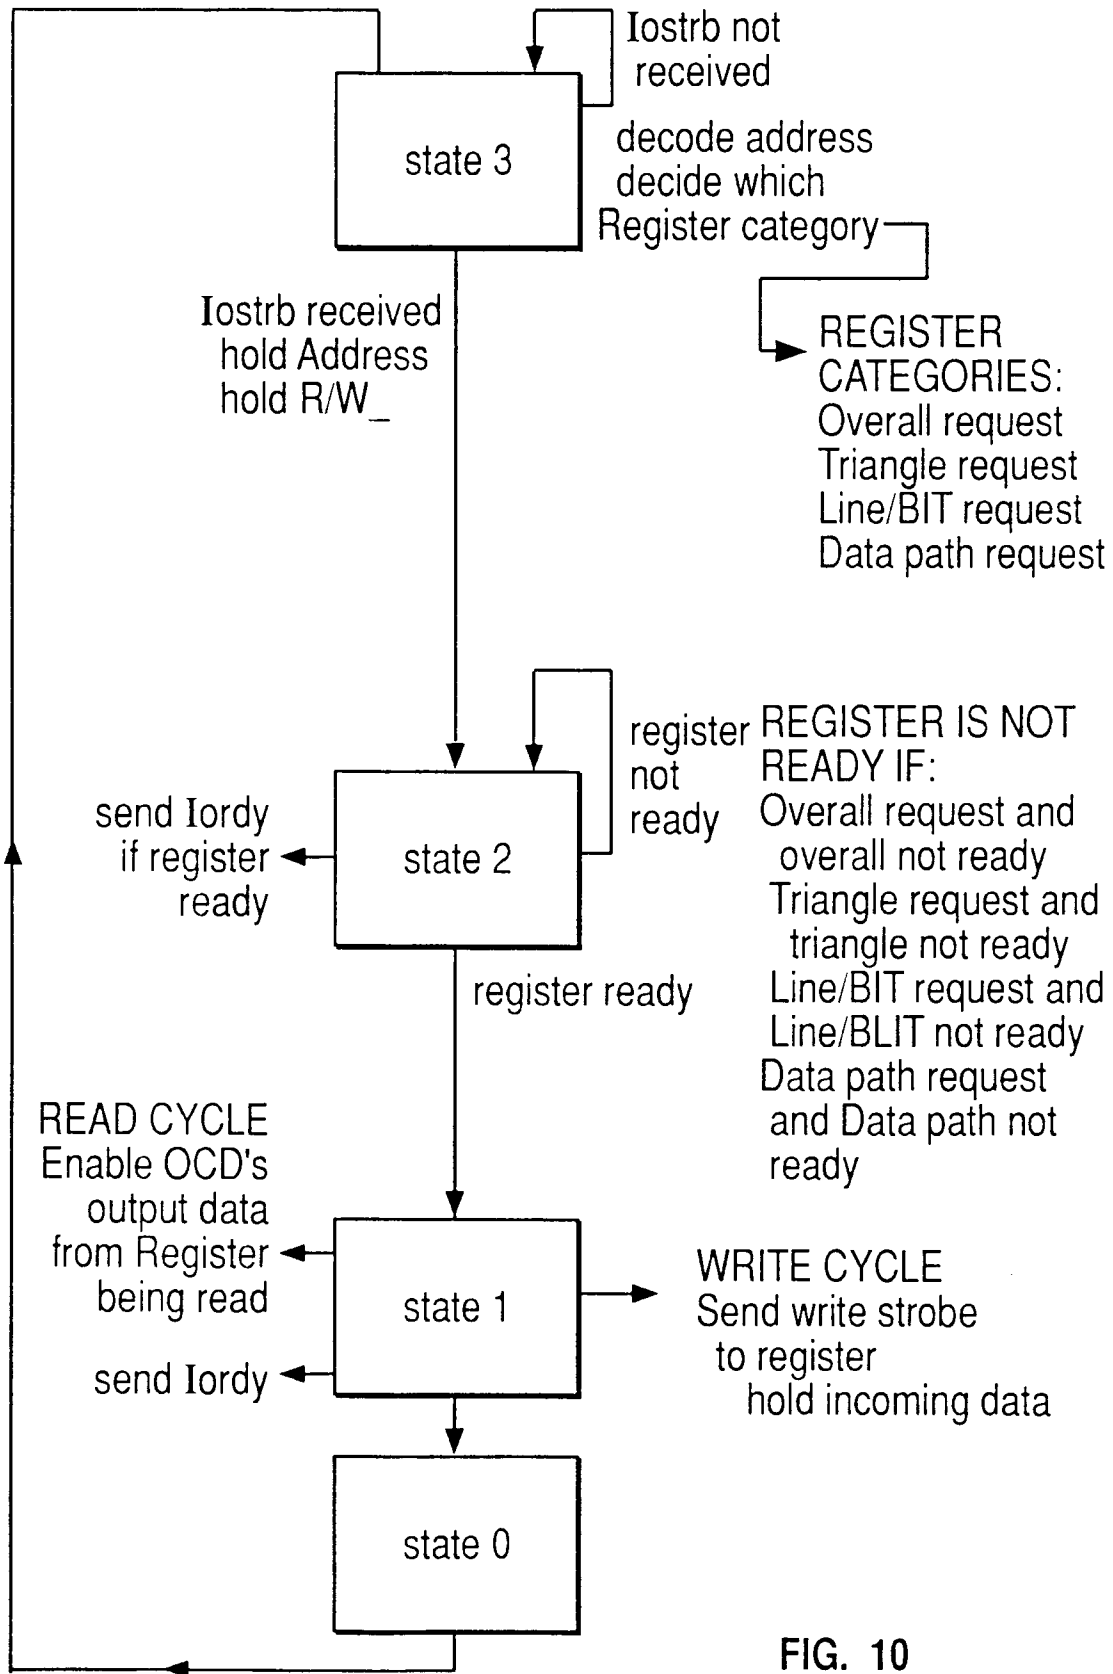 Iostrb not
received
state 3
decode address
decide which
Register category
Iostrb received
hold Address
hold R/W_
REGISTER
CATEGORIES:
Overall request
Triangle request
Line/BIT request
Data path request
register
not
ready
REGISTER IS NOT
READY IF:
Overall request and
overall not ready
Triangle request and
triangle not ready
Line/BIT request and
Line/BLIT not ready
Data path request
and Data path not
ready
send Iordy
if register
ready
state 2
register ready
READ CYCLE
Enable OCD's
output data
from Register
being read
state 1
send Iordy
WRITE CYCLE
Send write strobe
to register
hold incoming data
state 0
FIG. 10